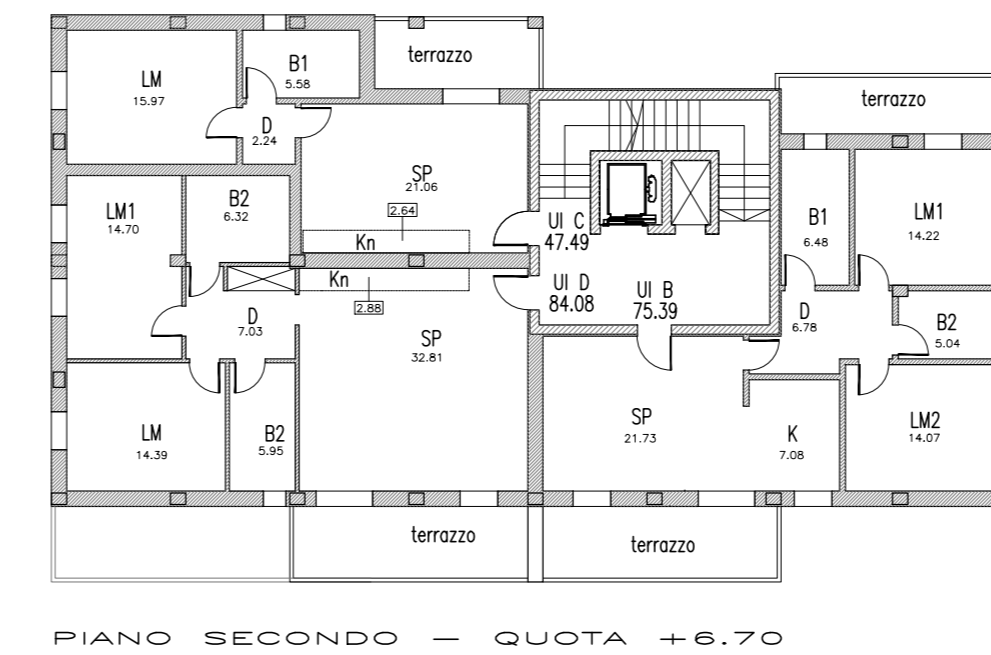 terrazzo
LM
15.97
B1
5.58
D
2.24
terrazzo
SP
21.06
2.64
Kn
LM1
14.70
B2
6.32
UI C
47.49
UI D
84.08
UI B
75.39
B1
6.48
LM1
14.22
Kn
2.88
D
7.03
SP
32.81
D
6.78
B2
5.04
LM
14.39
B2
5.95
SP
21.73
K
7.08
LM2
14.07
terrazzo
terrazzo
PIANO SECONDO — QUOTA +6.70